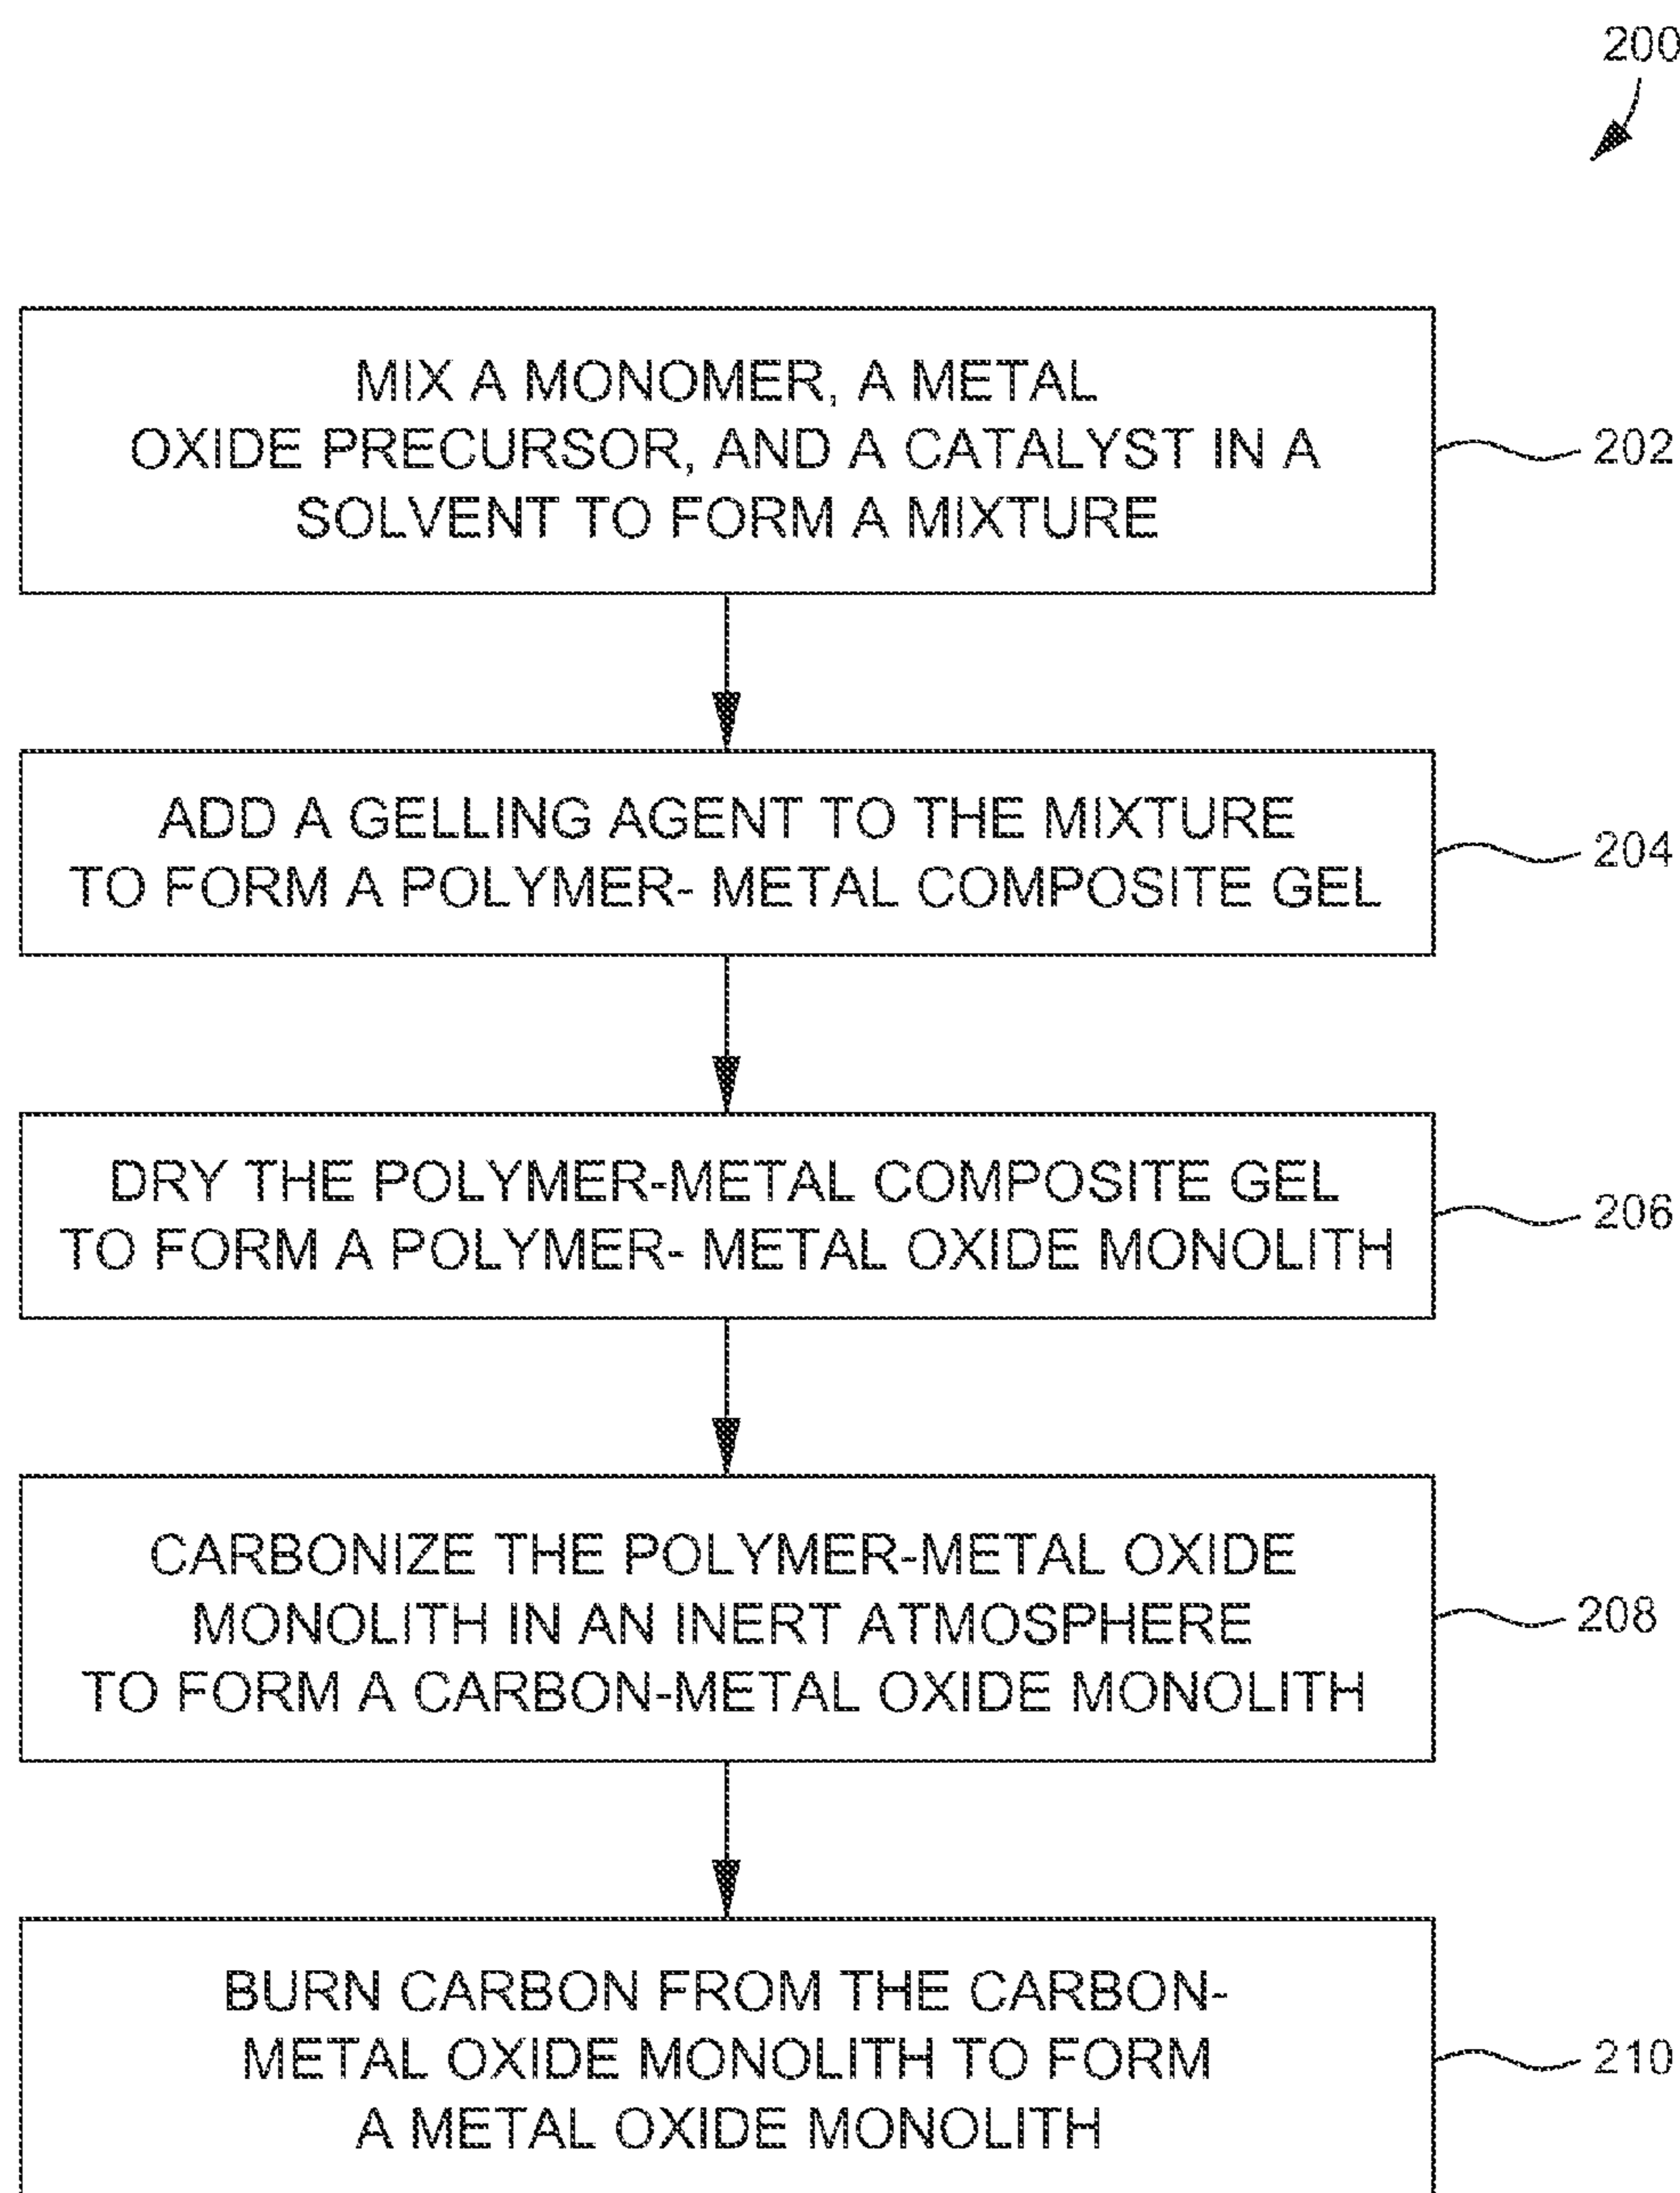 200
MIX A MONOMER, A METAL
OXIDE PRECURSOR, AND A CATALYST IN A
SOLVENT TO FORM A MIXTURE
202
ADD A GELLING AGENT TO THE MIXTURE
TO FORM A POLYMER- METAL COMPOSITE GEL
204
DRY THE POLYMER-METAL COMPOSITE GEL
TO FORM A POLYMER- METAL OXIDE MONOLITH
206
CARBONIZE THE POLYMER-METAL OXIDE
MONOLITH IN AN INERT ATMOSPHERE
TO FORM A CARBON-METAL OXIDE MONOLITH
208
BURN CARBON FROM THE CARBON-
METAL OXIDE MONOLITH TO FORM
A METAL OXIDE MONOLITH
210